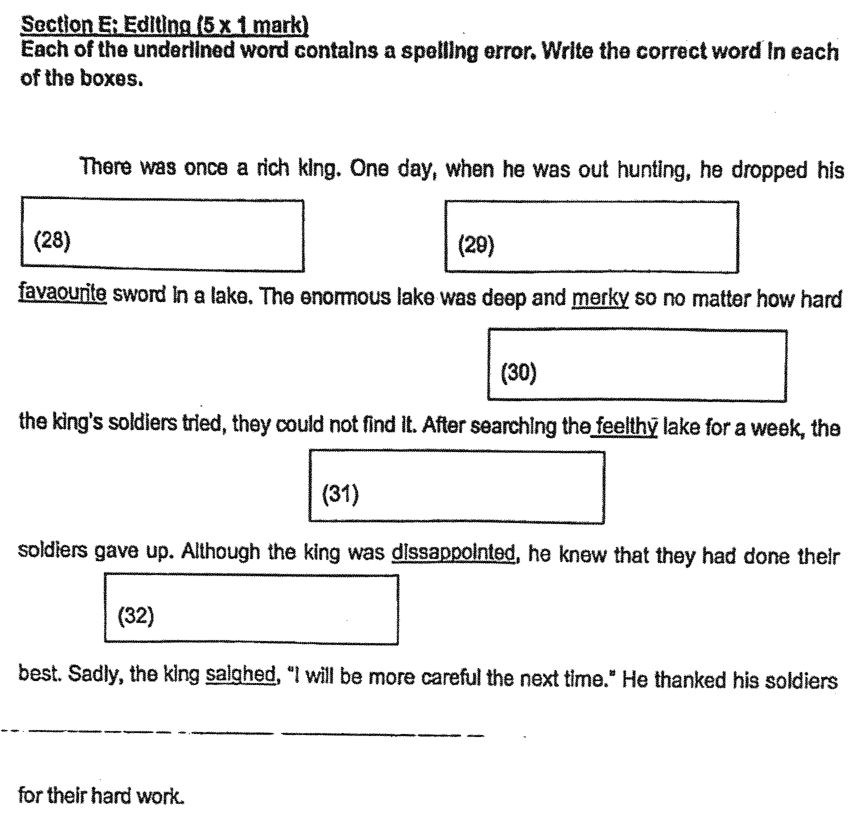 Section E: Editing (5 x 1 mark)
Each of the underlined word contains a spelling error. Write the correct word in each
of the boxes.
There was once a rich king. One day, when he was out hunting, he dropped his
(28) (29)
favaourite sword in a lake. The enormous lake was deep and merky so no matter how hard
(30)
the king's soldiers tried, they could not find it. After searching the feelthy lake for a week, the
(31)
soldiers gave up. Although the king was dissappointed, he knew that they had done their
(32)
best. Sadly, the king saighed, "I will be more careful the next time." He thanked his soldiers
for their hard work.